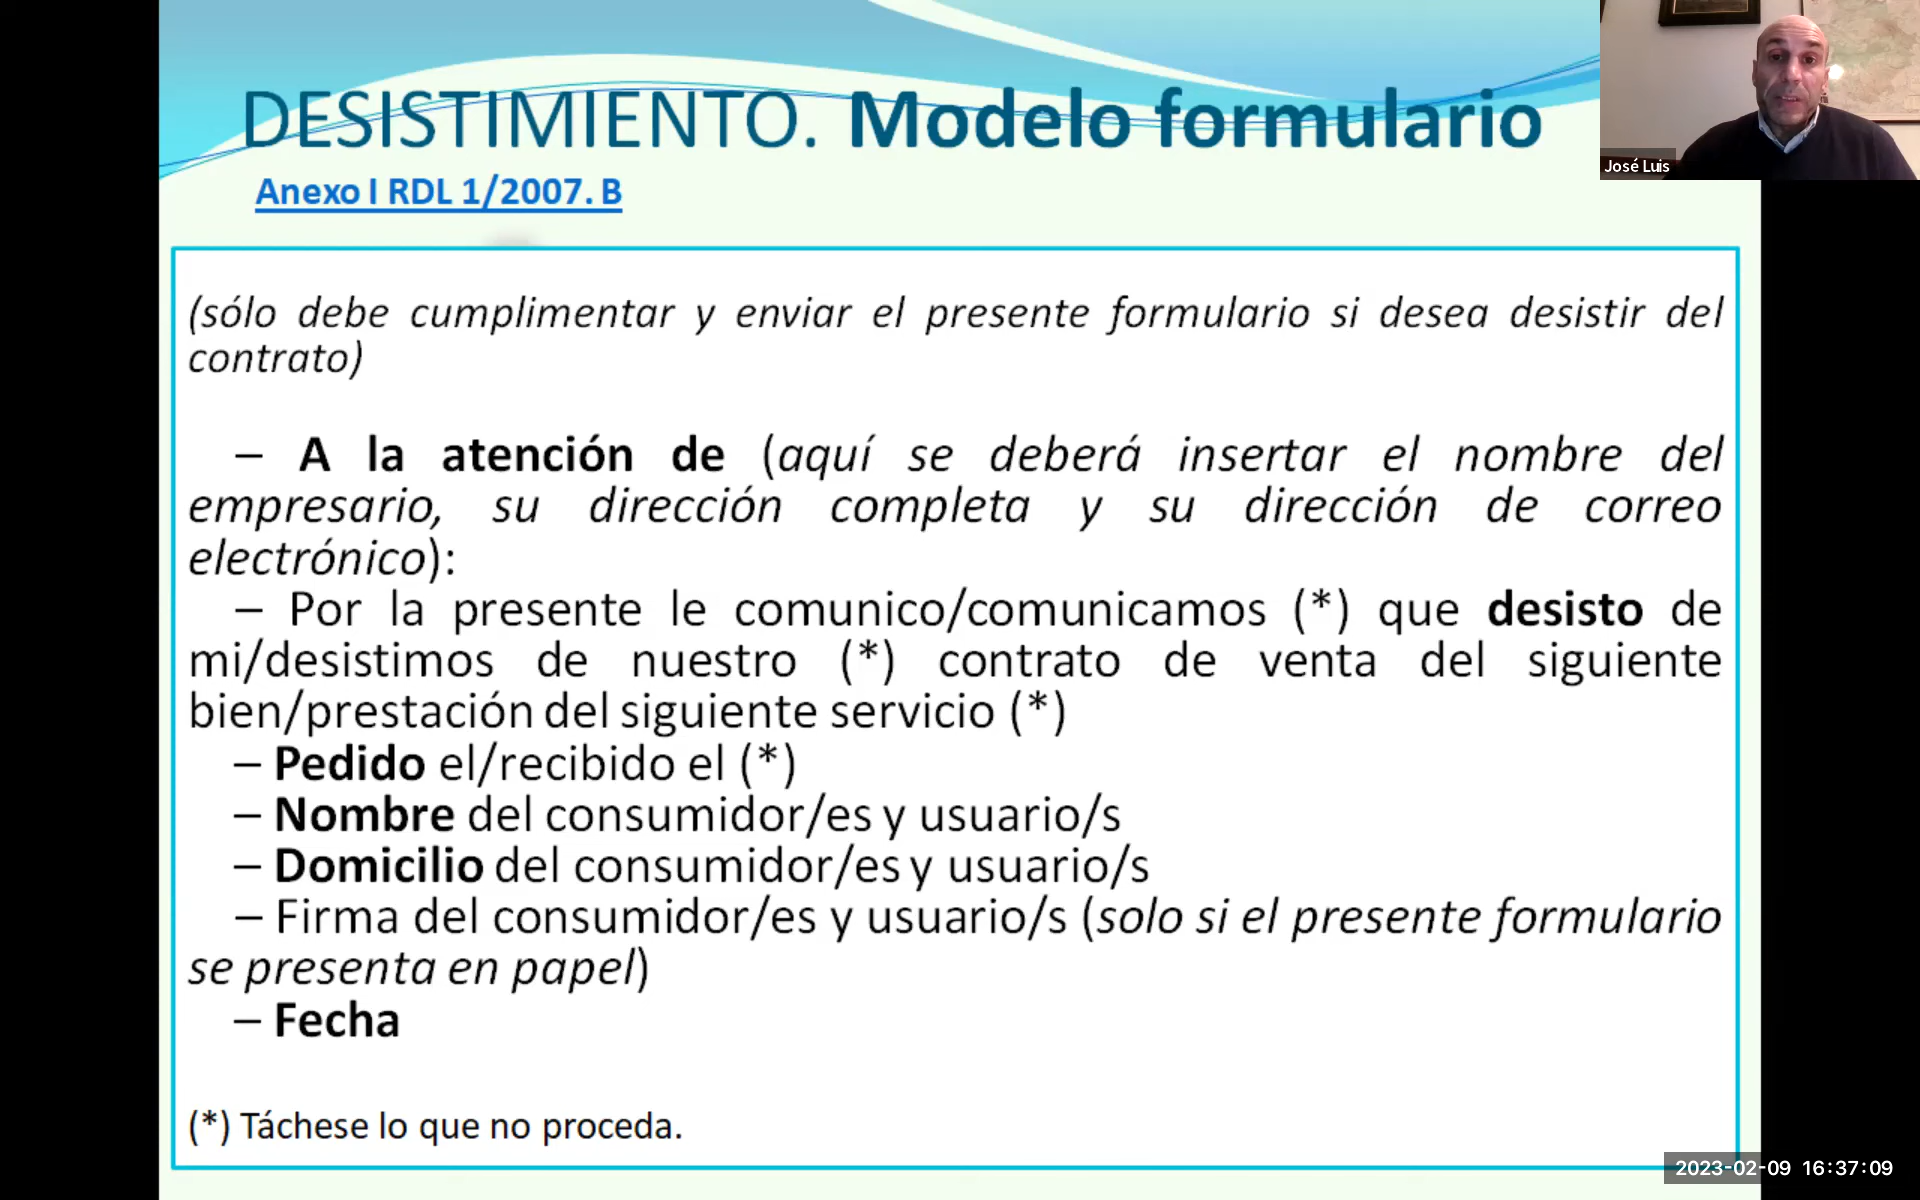 DESISTIMIENTO. Modelo formulario
Anexo I RDL 1/2007. B
José Luis
(sólo debe cumplimentar y enviar el presente formulario si desea desistir del
contrato)
– A la atención de (aquí se deberá insertar el nombre del
empresario, su dirección completa y su dirección de correo
electrónico):
– Por la presente le comunico/comunicamos (*) que desisto de
mi/desistimos de nuestro (*) contrato de venta del siguiente
bien/prestación del siguiente servicio (*)
– Pedido el/recibido el (*)
– Nombre del consumidor/es y usuario/s
– Domicilio del consumidor/es y usuario/s
– Firma del consumidor/es y usuario/s (solo si el presente formulario
se presenta en papel)
– Fecha
(*) Táchese lo que no proceda.
2023-02-09 16:37:09